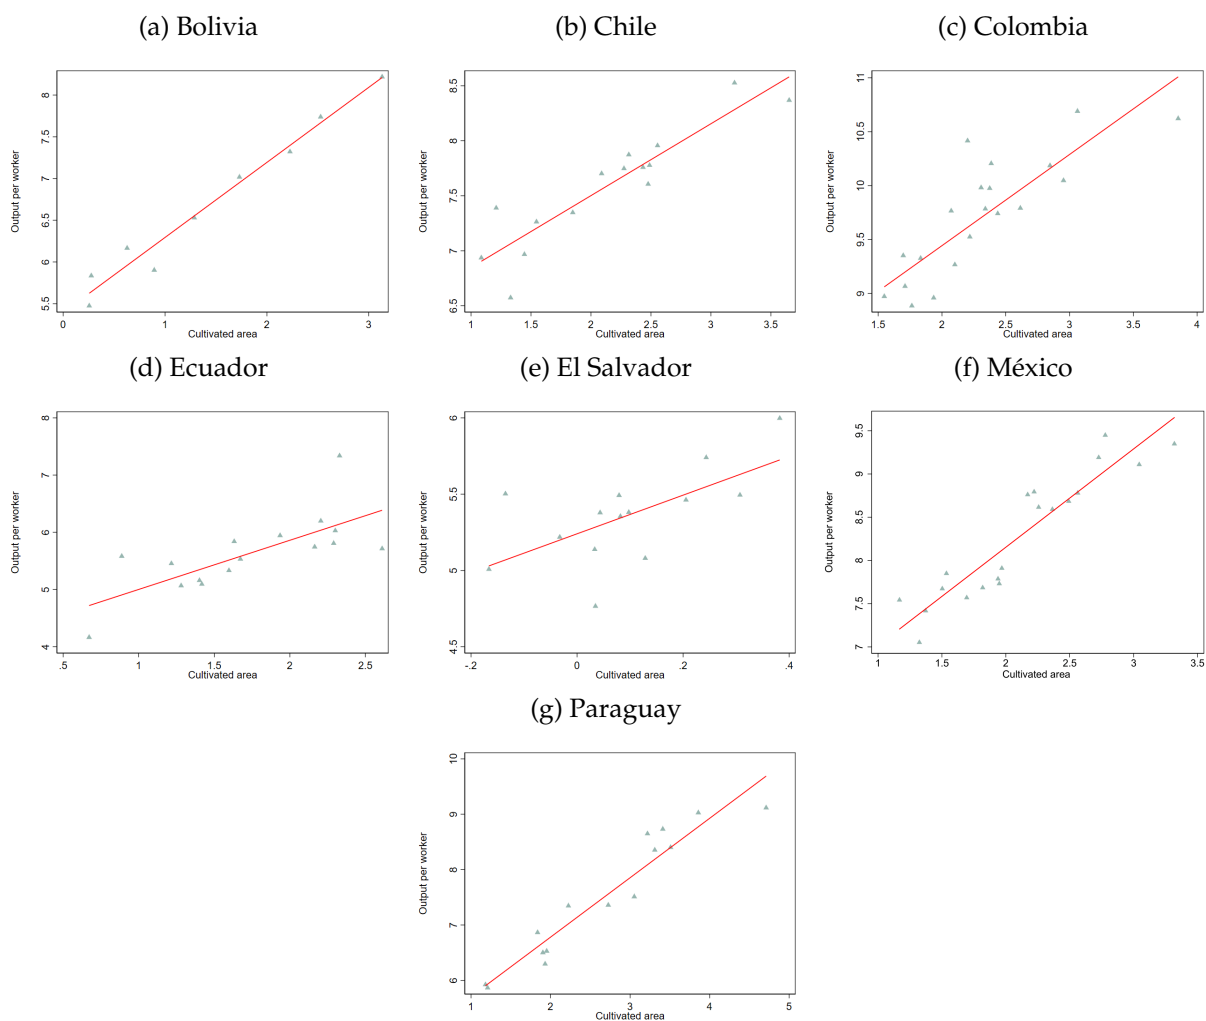 (a) Bolivia
(b) Chile
(c) Colombia
Output per worker
5.5 6 6.5 7 7.5 8
0 1 2 3
Cultivated area
Output per worker
6.5 7 7.5 8 8.5
1 1.5 2 2.5 3 3.5
Cultivated area
Output per worker
9 9.5 10 10.5 11
1.5 2 2.5 3 3.5 4
Cultivated area
(d) Ecuador
(e) El Salvador
(f) México
Output per worker
4 5 6 7 8
.5 1 1.5 2 2.5
Cultivated area
Output per worker
4.5 5 5.5 6
-.2 0 .2 .4
Cultivated area
Output per worker
7 7.5 8 8.5 9 9.5
1 1.5 2 2.5 3 3.5
Cultivated area
(g) Paraguay
Output per worker
6 7 8 9 10
1 2 3 4 5
Cultivated area